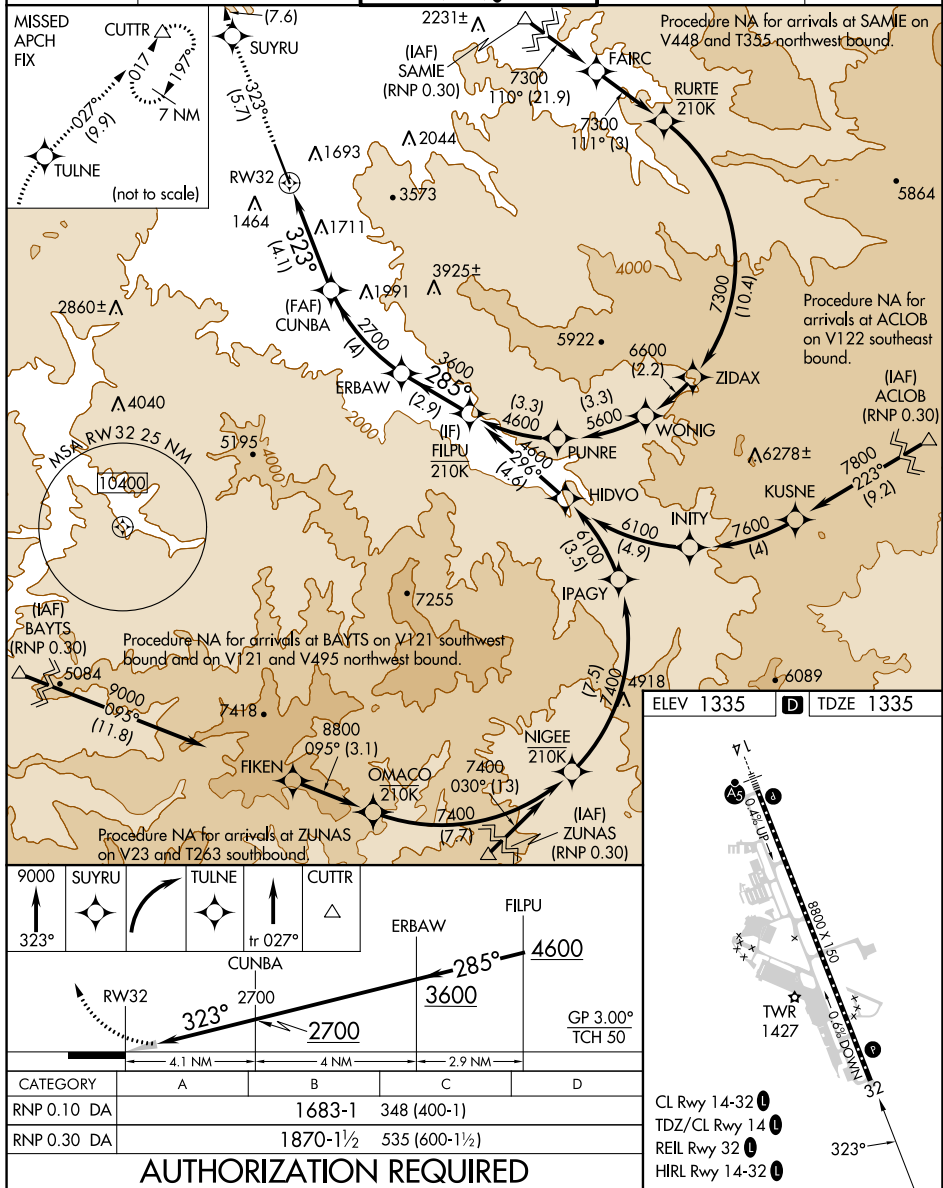 MISSED
APCH
FIX
CUTTR
017
197°
7 NM
027°
(9.9)
TULNE
(not to scale)
(7.6)
SUYRU
323°
(5.7)
2231±
(IAF)
SAMIE
(RNP 0.30)
7300
110° (21.9)
FAIRC
7300
111° (3)
RURTE
210K
Procedure NA for arrivals at SAMIE on
V448 and T355 northwest bound.
1693
2044
RW32
1464
1711
3573
5864
323°
(4.1)
3925±
4000
7300
(10.4)
2860±
(FAF)
CUNBA
1991
2700
(4)
5922
6600
(2.2)
ZIDAX
Procedure NA for
arrivals at ACLOB
on V122 southeast
bound.
(IAF)
ACLOB
(RNP 0.30)
ERBAW
3600
285°
(2.9)
(3.3)
4600
(3.3)
5600
WONIG
PUNRE
4040
2000
(IF)
FILPU
210K
4600
296°
(4.6)
5195
4000
MSA RW32 25 NM
10400
6278±
7800
223°
(9.2)
HIDVO
KUSNE
INITY
6100
(4.9)
7600
(4)
6100
(3.5)
IPAGY
7255
(IAF)
BAYTS
(RNP 0.30)
5084
Procedure NA for arrivals at BAYTS on V121 southwest
bound and on V121 and V495 northwest bound.
9000
095°
(11.8)
7418
8800
095° (3.1)
FIKEN
OMACO
210K
7400
(7.7)
NIGEE
210K
7400
030° (13)
7400
(7.5)
4918
6089
(IAF)
ZUNAS
(RNP 0.30)
Procedure NA for arrivals at ZUNAS
on V23 and T263 southbound
ELEV 1335
D
TDZE 1335
14
A5
P
0.4% UP
8800 X 150
TWR
1427
0.6% DOWN
P
32
323°
CL Rwy 14-32 L
TDZ/CL Rwy 14 L
REIL Rwy 32 L
HIRL Rwy 14-32 L
9000
323°
SUYRU
TULNE
tr 027°
CUTTR
RW32
323°
CUNBA
2700
2700
ERBAW
3600
285°
FILPU
4600
GP 3.00°
TCH 50
4.1 NM
4 NM
2.9 NM
CATEGORY A B C D
RNP 0.10 DA 1683-1 348 (400-1)
RNP 0.30 DA 1870-1½ 535 (600-1½)
AUTHORIZATION REQUIRED